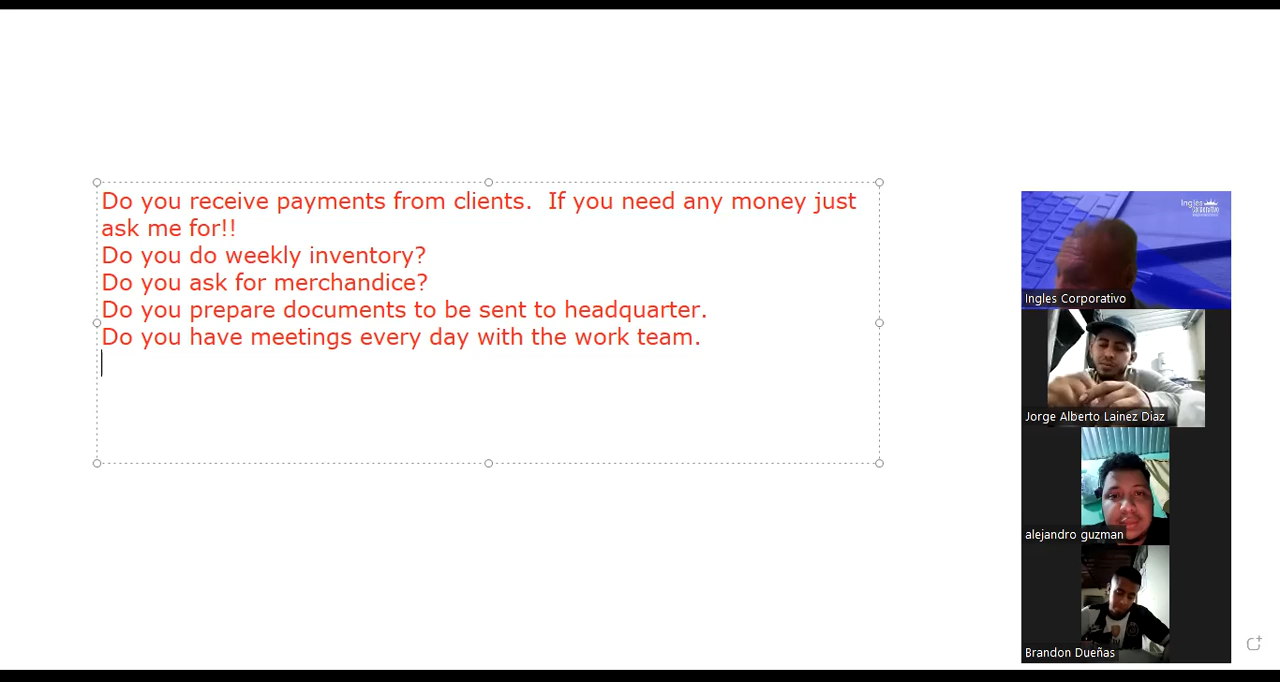 Do you receive payments from clients.  If you need any money just
ask me for!!
Do you do weekly inventory?
Do you ask for merchandice?
Do you prepare documents to be sent to headquarter.
Do you have meetings every day with the work team.
Inglés
Ingles Corporativo
Jorge Alberto Lainez Diaz
alejandro guzman
Brandon Dueñas